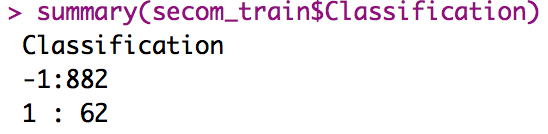 > summary(secom_train$Classification)
Classification
-1:882
1 : 62